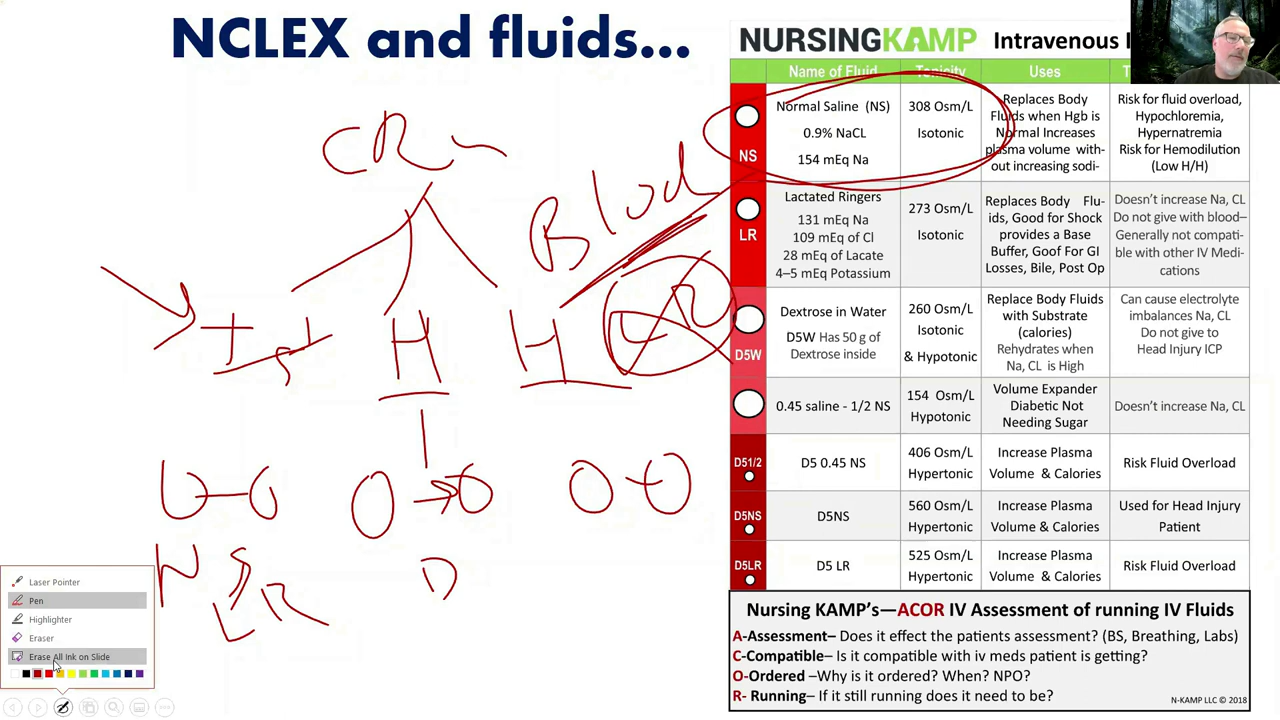 NCLEX and fluids...
NURSINGKAMP Intravenous
Name of Fluid Tonicity Uses
NS
Normal Saline (NS)
0.9% NaCL
154 mEq Na
308 Osm/L
Isotonic
Replaces Body
Fluids when Hgb is
Normal Increases
plasma volume with-
out increasing sodi-
Risk for fluid overload,
Hypochloremia,
Hypernatremia
Risk for Hemodilution
(Low H/H)
LR
Lactated Ringers
131 mEq Na
109 mEq of Cl
28 mEq of Lacate
4–5 mEq Potassium
273 Osm/L
Isotonic
Replaces Body Flu-
ids, Good for Shock
provides a Base
Buffer, Goof For GI
Losses, Bile, Post Op
Doesn't increase Na, CL
Do not give with blood–
Generally not compati-
ble with other IV Medi-
cations
D5W
Dextrose in Water
D5W Has 50 g of
Dextrose inside
260 Osm/L
Isotonic
& Hypotonic
Replace Body Fluids
with Substrate
(calories)
Rehydrates when
Na, CL is High
Can cause electrolyte
imbalances Na, CL
Do not give to
Head Injury ICP
0.45 saline - 1/2 NS
154 Osm/L
Hypotonic
Volume Expander
Diabetic Not
Needing Sugar
Doesn't increase Na, CL
D51/2
D5 0.45 NS
406 Osm/L
Hypertonic
Increase Plasma
Volume & Calories
Risk Fluid Overload
D5NS
D5NS
560 Osm/L
Hypertonic
Increase Plasma
Volume & Calories
Used for Head Injury
Patient
D5LR
D5 LR
525 Osm/L
Hypertonic
Increase Plasma
Volume & Calories
Risk Fluid Overload
Nursing KAMP's—ACOR IV Assessment of running IV Fluids
A-Assessment– Does it effect the patients assessment? (BS, Breathing, Labs)
C-Compatible– Is it compatible with iv meds patient is getting?
O-Ordered – Why is it ordered? When? NPO?
R- Running– If it still running does it need to be?
N-KAMP LLC © 2018
Blood
LR
H
H
NS
LR
D
Laser Pointer
Pen
Highlighter
Eraser
Erase All Ink on Slide